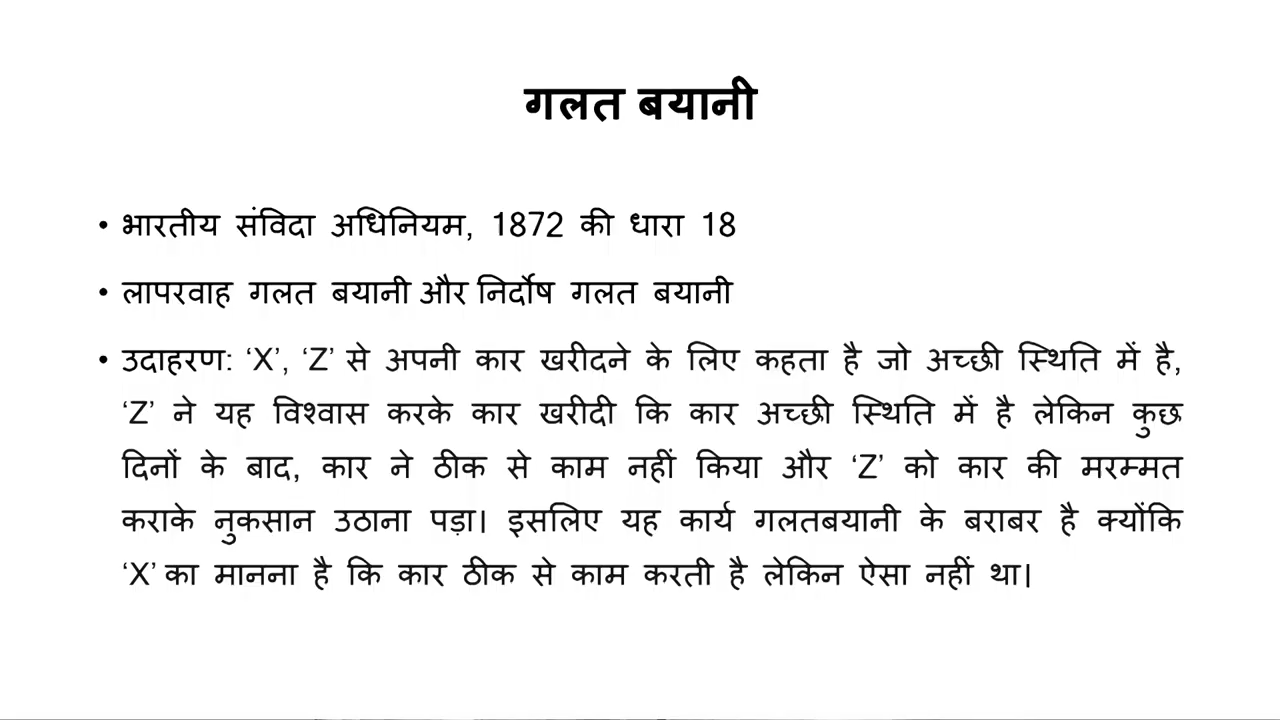 गलत बयानी
• भारतीय संविदा अधिनियम, 1872 की धारा 18
• लापरवाह गलत बयानी और निर्दोष गलत बयानी
• उदाहरण: ‘X’, ‘Z’ से अपनी कार खरीदने के लिए कहता है जो अच्छी स्थिति में है,
‘Z’ ने यह विश्वास करके कार खरीदी कि कार अच्छी स्थिति में है लेकिन कुछ
दिनों के बाद, कार ने ठीक से काम नहीं किया और ‘Z’ को कार की मरम्मत
कराके नुकसान उठाना पड़ा। इसलिए यह कार्य गलतबयानी के बराबर है क्योंकि
‘X’ का मानना है कि कार ठीक से काम करती है लेकिन ऐसा नहीं था।